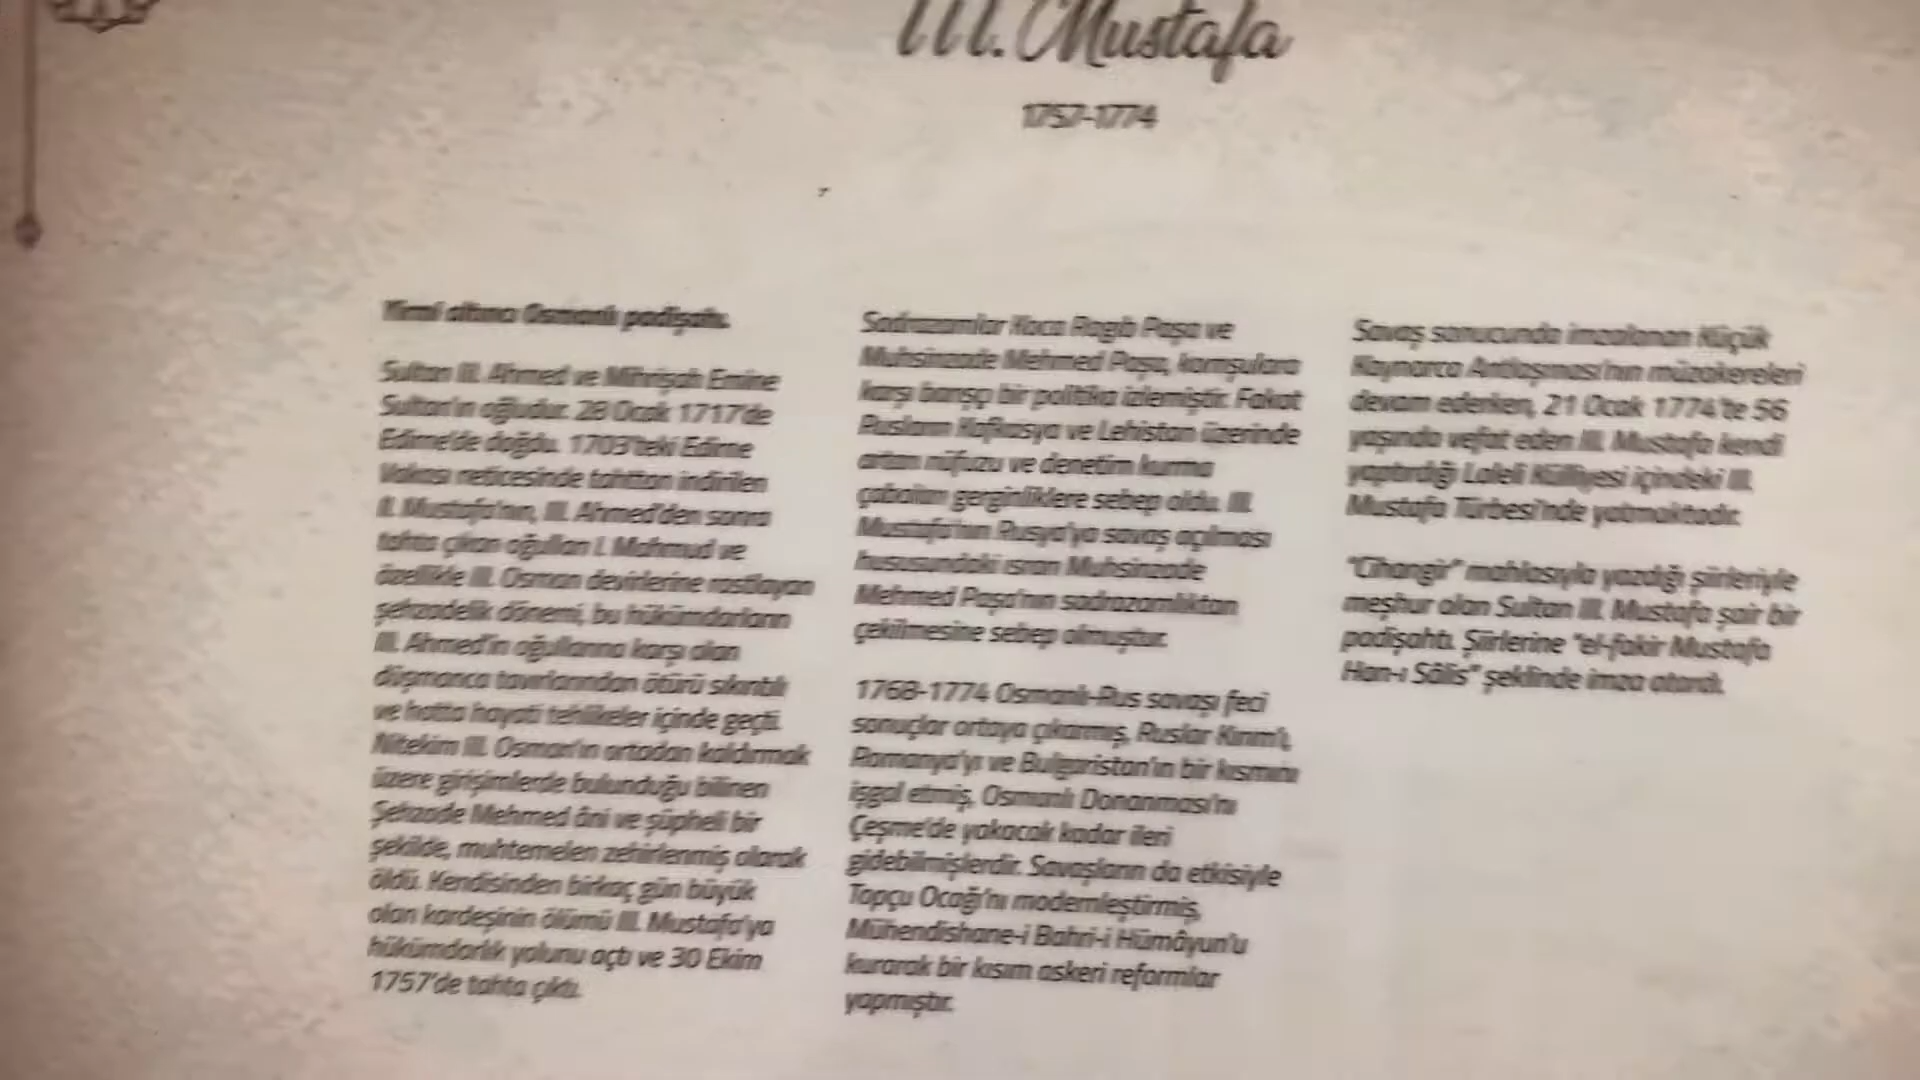 III. Mustafa
1757-1774
Yirmi altıncı Osmanlı padişahı.
Sultan III. Ahmed ve Mihrişah Emine
Sultan'ın oğludur. 28 Ocak 1717'de
Edirne'de doğdu. 1703'teki Edirne
Vakası neticesinde tahttan indirilen
II. Mustafa'nın, III. Ahmed'den sonra
tahta çıkan oğulları I. Mahmud ve
özellikle III. Osman devirlerine rastlayan
şehzadelik dönemi, bu hükümdarların
III. Ahmed'in oğullarına karşı olan
düşmanca tavırlarından ötürü sıkıntılı
ve hatta hayati tehlikeler içinde geçti.
Nitekim III. Osman'ın ortadan kaldırmak
üzere girişimlerde bulunduğu bilinen
Şehzade Mehmed âni ve şüpheli bir
şekilde, muhtemelen zehirlenmiş olarak
öldü. Kendisinden birkaç gün büyük
olan kardeşinin ölümü III. Mustafa'ya
hükümdarlık yolunu açtı ve 30 Ekim
1757'de tahta çıktı.
Sadrazamlar Koca Ragıb Paşa ve
Muhsinzade Mehmed Paşa, komşulara
karşı barışçı bir politika izlemiştir. Fakat
Rusların Kafkasya ve Lehistan üzerinde
artan nüfuzu ve denetim kurma
çabaları gerginliklere sebep oldu. III.
Mustafa'nın Rusya'ya savaş açılması
hususundaki ısrarı Muhsinzade
Mehmed Paşa'nın sadrazamlıktan
çekilmesine sebep olmuştur.
1768-1774 Osmanlı-Rus savaşı feci
sonuçlar ortaya çıkarmış, Ruslar Kırım'ı,
Romanya'yı ve Bulgaristan'ın bir kısmını
işgal etmiş, Osmanlı Donanması'nı
Çeşme'de yakacak kadar ileri
gidebilmişlerdir. Savaşların da etkisiyle
Topçu Ocağı'nı modernleştirmiş,
Mühendishane-i Bahri-i Hümâyun'u
kurarak bir kısım askeri reformlar
yapmıştır.
Savaş sonucunda imzalanan Küçük
Kaynarca Antlaşması'nın müzakereleri
devam ederken, 21 Ocak 1774'te 56
yaşında vefat eden III. Mustafa kendi
yaptırdığı Laleli Külliyesi içindeki III.
Mustafa Türbesi'nde yatmaktadır.
"Cihangir" mahlasıyla yazdığı şiirleriyle
meşhur olan Sultan III. Mustafa şair bir
padişahtı. Şiirlerine "el-fakir Mustafa
Han-ı Sâlis" şeklinde imza atardı.